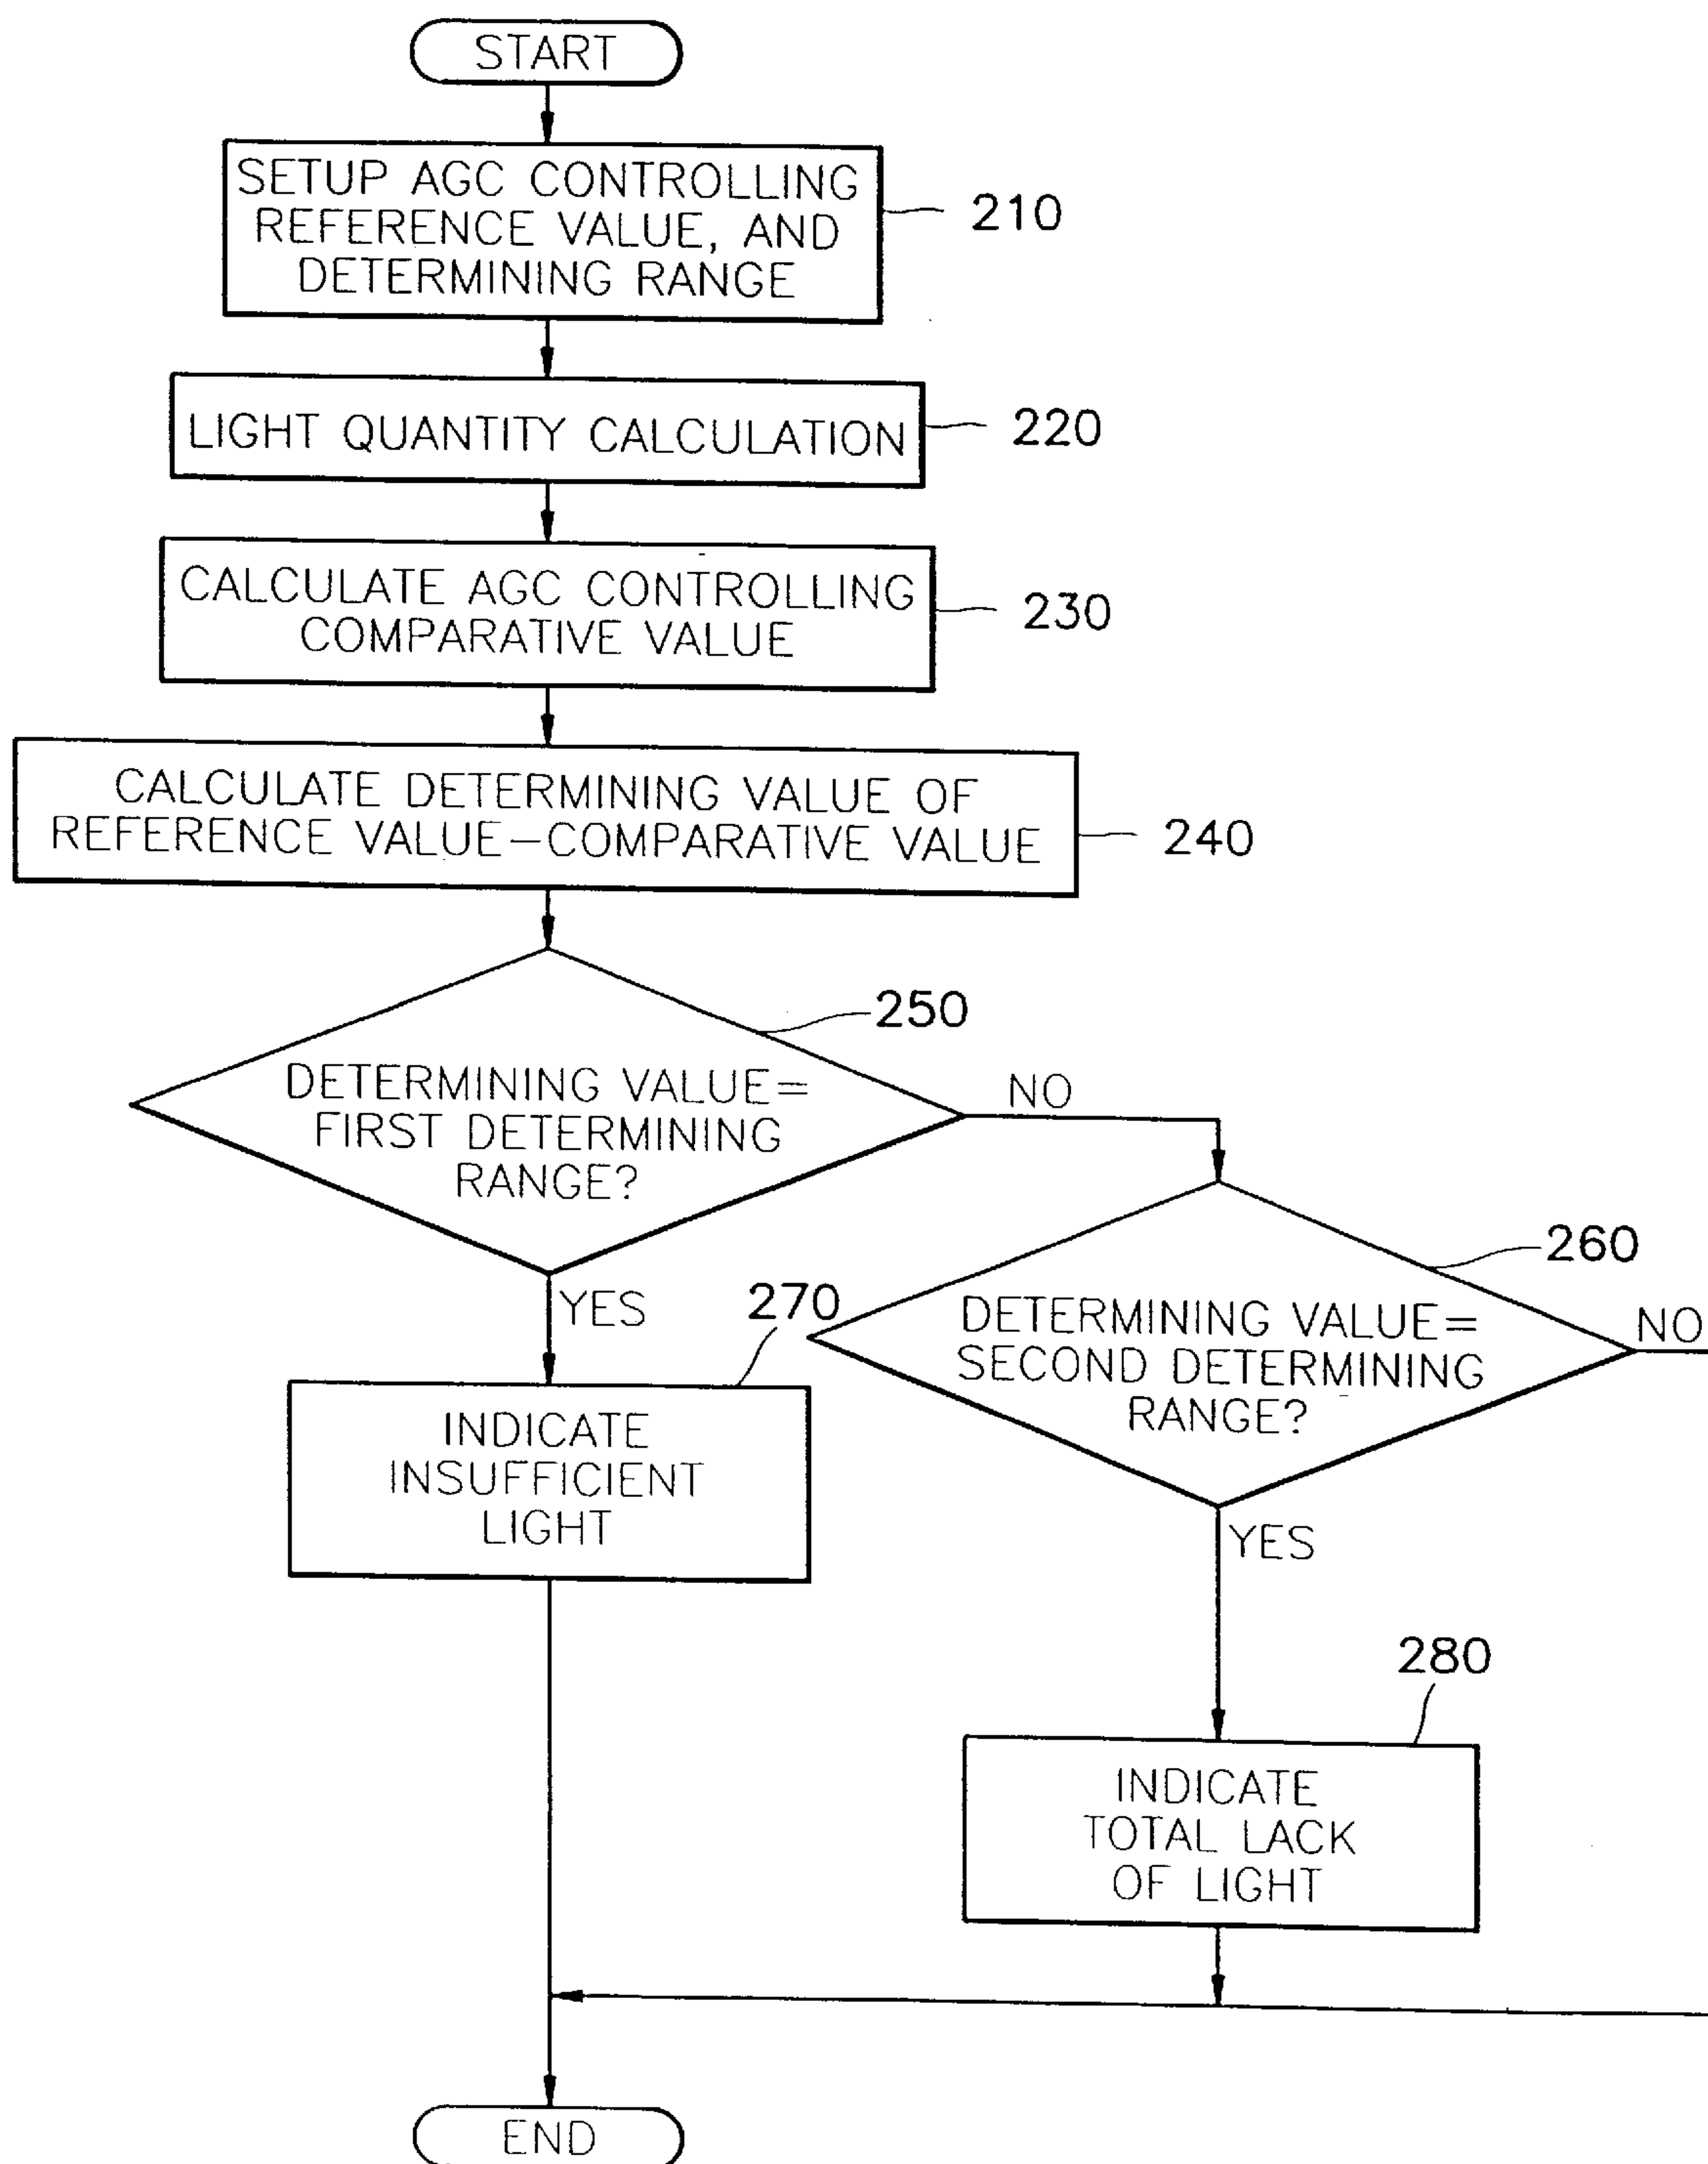 START
SETUP AGC CONTROLLING
REFERENCE VALUE, AND
DETERMINING RANGE
210
LIGHT QUANTITY CALCULATION
220
CALCULATE AGC CONTROLLING
COMPARATIVE VALUE
230
CALCULATE DETERMINING VALUE OF
REFERENCE VALUE-COMPARATIVE VALUE
240
250
DETERMINING VALUE=
FIRST DETERMINING
RANGE?
NO
YES
260
DETERMINING VALUE=
SECOND DETERMINING
RANGE?
NO
YES
270
INDICATE
INSUFFICIENT
LIGHT
280
INDICATE
TOTAL LACK
OF LIGHT
END